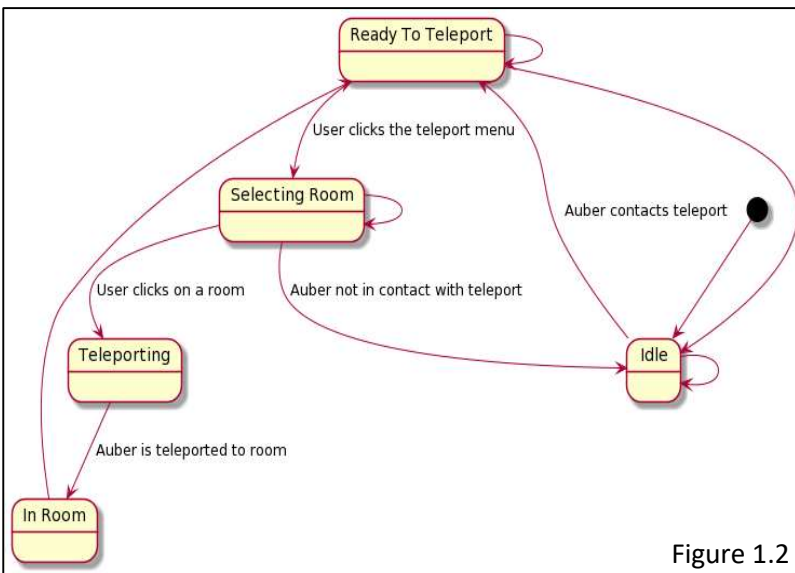 Ready To Teleport
User clicks the teleport menu
Selecting Room
Auber contacts teleport
User clicks on a room
Auber not in contact with teleport
Teleporting
Idle
Auber is teleported to room
In Room
Figure 1.2